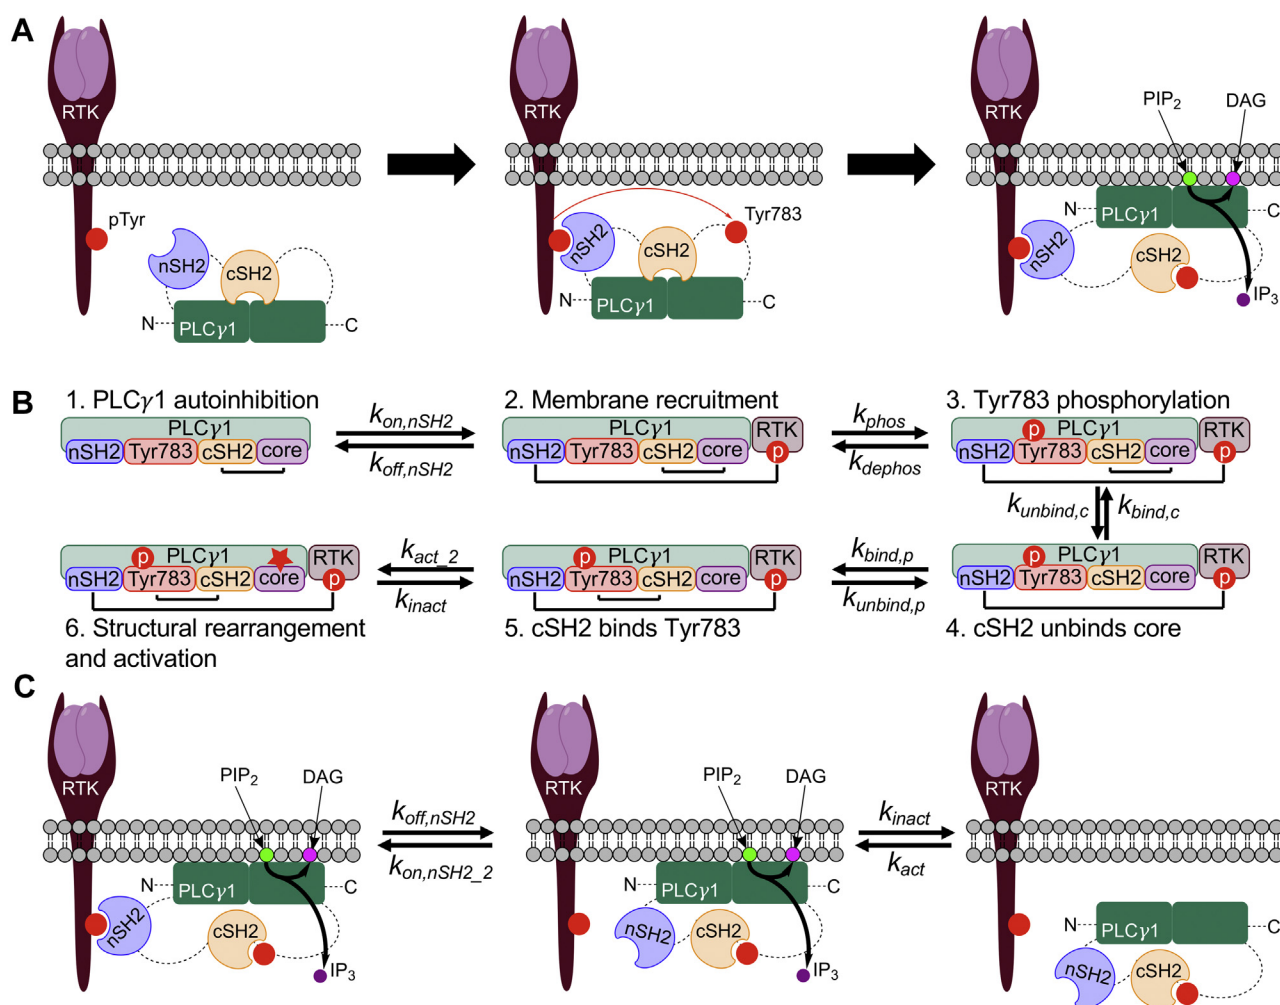 A
RTK
pTyr
nSH2
cSH2
N
PLCγ1
C
RTK
nSH2
cSH2
Tyr783
N
PLCγ1
C
RTK
PIP2
DAG
N
PLCγ1
C
nSH2
cSH2
IP3
B
1. PLCγ1 autoinhibition
PLCγ1
nSH2 Tyr783 cSH2 core
kon,nSH2
koff,nSH2
2. Membrane recruitment
PLCγ1 RTK
nSH2 Tyr783 cSH2 core p
kphos
kdephos
3. Tyr783 phosphorylation
p PLCγ1 RTK
nSH2 Tyr783 cSH2 core p
kunbind,c kbind,c
p PLCγ1 RTK
nSH2 Tyr783 cSH2 core p
4. cSH2 unbinds core
kbind,p
kunbind,p
p PLCγ1 RTK
nSH2 Tyr783 cSH2 core p
5. cSH2 binds Tyr783
kact_2
kinact
p PLCγ1 RTK
nSH2 Tyr783 cSH2 core p
6. Structural rearrangement
and activation
C
RTK
PIP2
DAG
N
PLCγ1
C
nSH2
cSH2
IP3
koff,nSH2
kon,nSH2_2
RTK
PIP2
DAG
N
PLCγ1
C
nSH2
cSH2
IP3
kinact
kact
RTK
N
PLCγ1
C
nSH2
cSH2